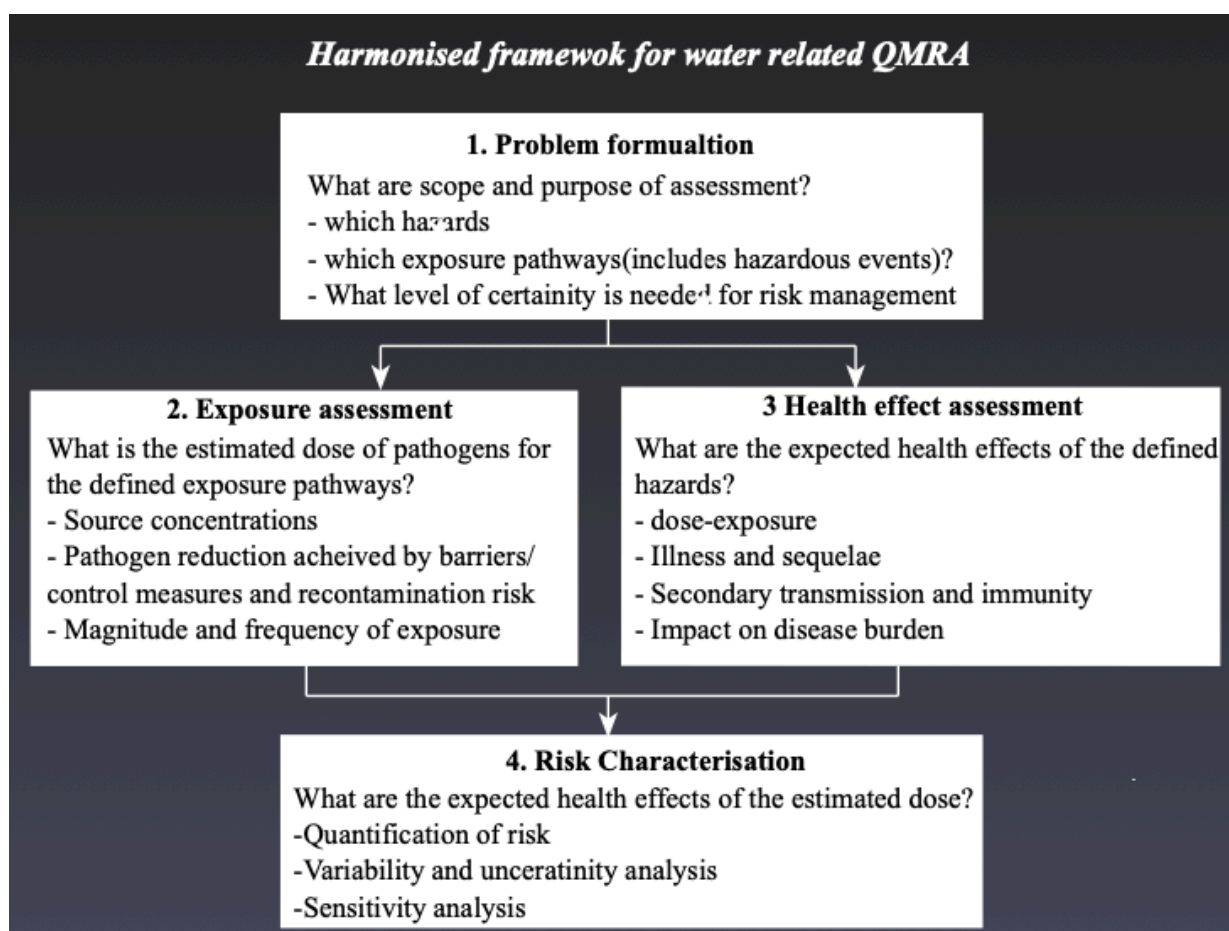 Harmonised framewok for water related QMRA
1. Problem formualtion
What are scope and purpose of assessment?
- which hazards
- which exposure pathways(includes hazardous events)?
- What level of certainity is needed for risk management
2. Exposure assessment
What is the estimated dose of pathogens for
the defined exposure pathways?
- Source concentrations
- Pathogen reduction acheived by barriers/
control measures and recontamination risk
- Magnitude and frequency of exposure
3 Health effect assessment
What are the expected health effects of the defined
hazards?
- dose-exposure
- Illness and sequelae
- Secondary transmission and immunity
- Impact on disease burden
4. Risk Characterisation
What are the expected health effects of the estimated dose?
-Quantification of risk
-Variability and unceratinity analysis
-Sensitivity analysis